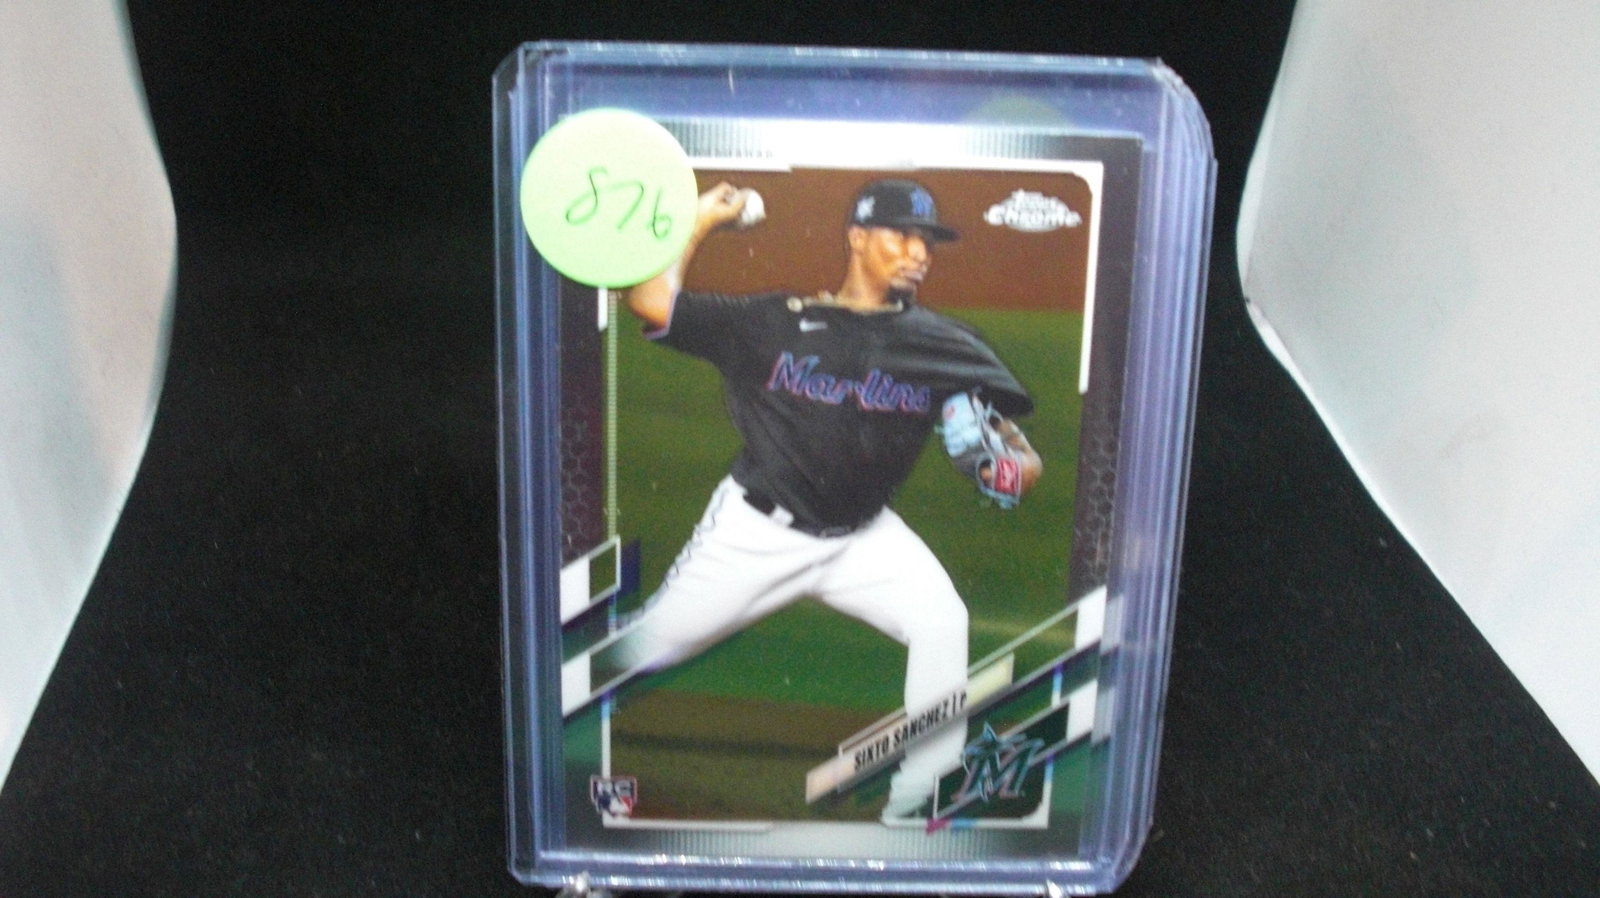 876
Topps
Chrome
Marlins
SIXTO SANCHEZ | P
M
RC